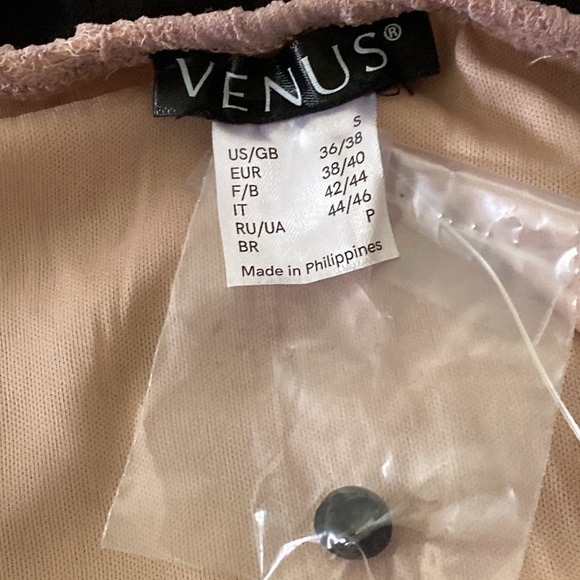 VENUS®
US/GB S
EUR 36/38
F/B 38/40
IT 42/44
RU/UA 44/46
BR P
Made in Philippines